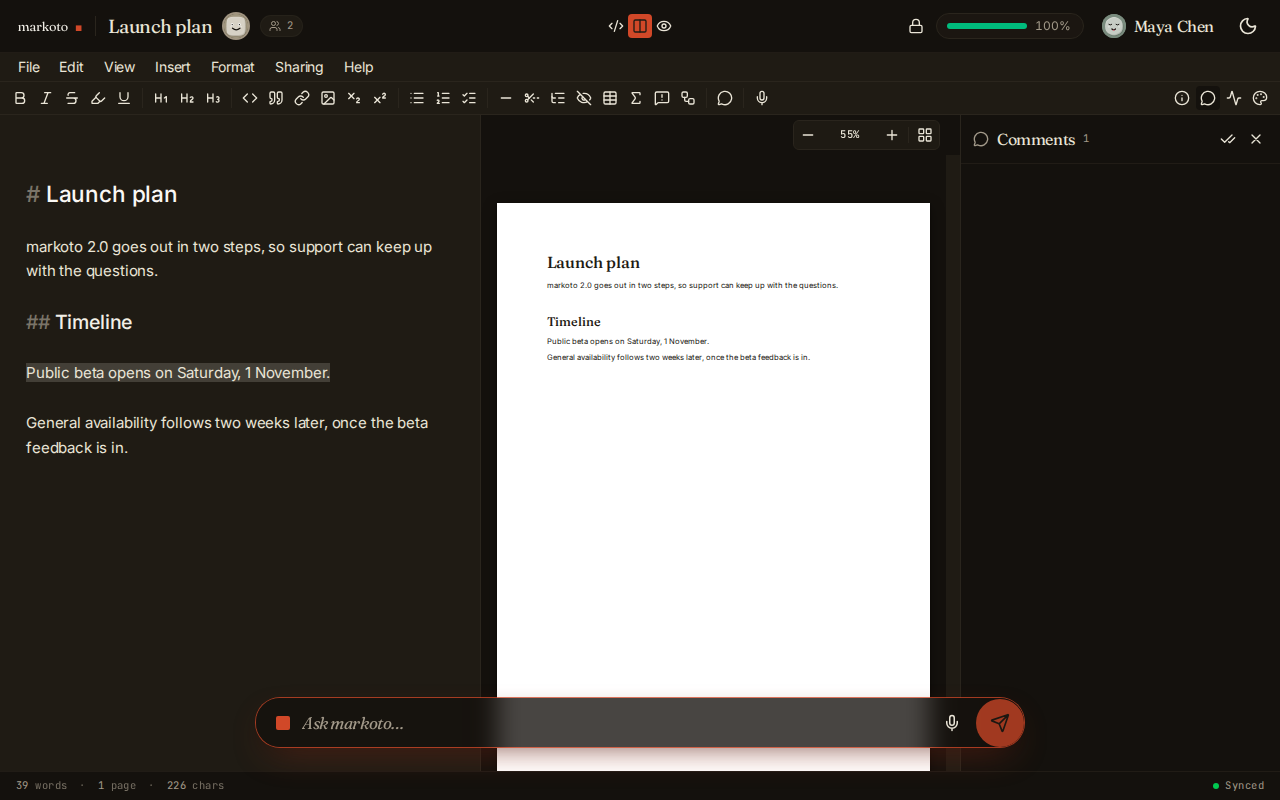 markoto
Launch plan
2
100%
Maya Chen
File Edit View Insert Format Sharing Help
H1 H2 H3
55%
Comments 1
# Launch plan
markoto 2.0 goes out in two steps, so support can keep up
with the questions.
## Timeline
Public beta opens on Saturday, 1 November.
General availability follows two weeks later, once the beta
feedback is in.
Launch plan
markoto 2.0 goes out in two steps, so support can keep up with the questions.
Timeline
Public beta opens on Saturday, 1 November.
General availability follows two weeks later, once the beta feedback is in.
Ask markoto...
39 words · 1 page · 226 chars
Synced